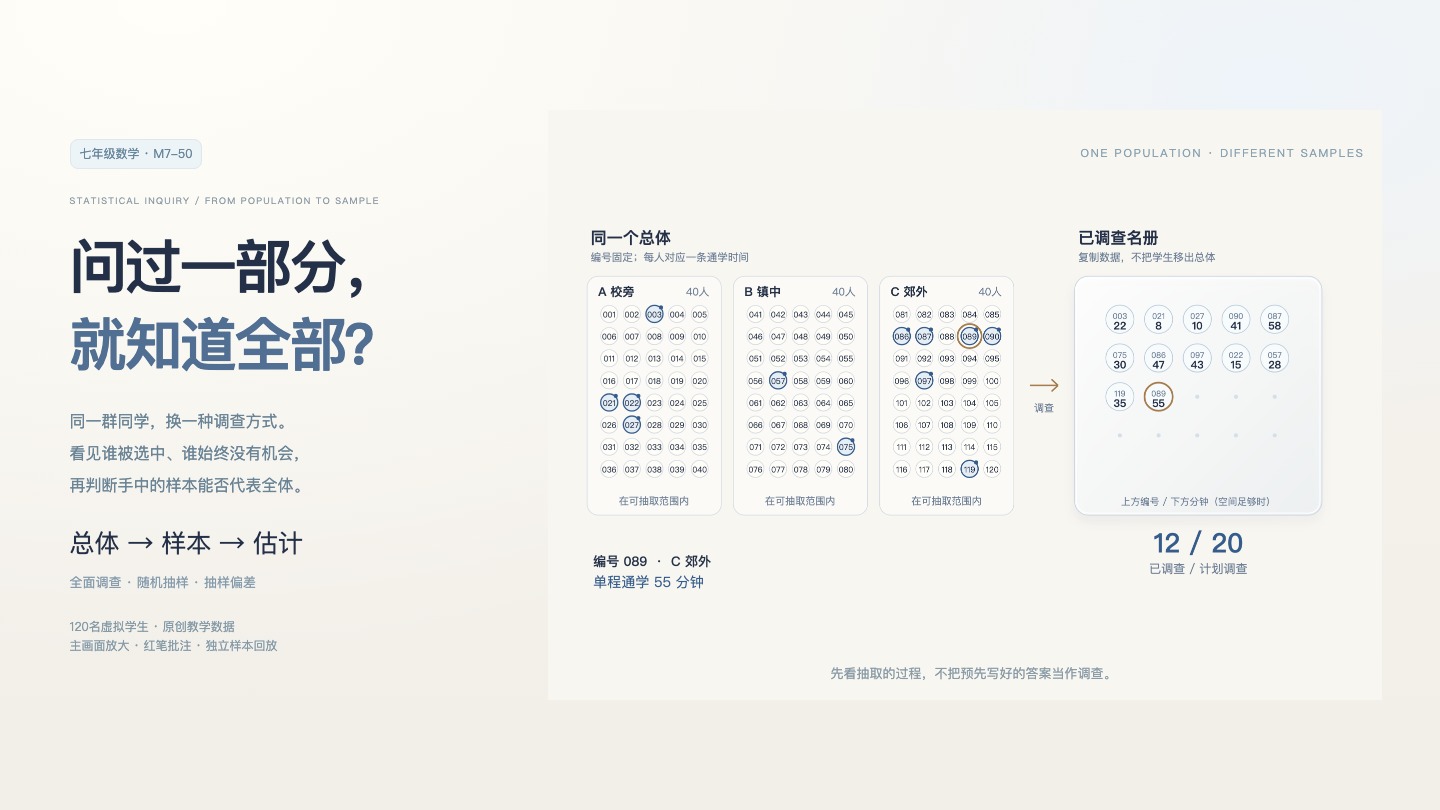 七年级数学 · M7–50
STATISTICAL INQUIRY / FROM POPULATION TO SAMPLE
问过一部分，
就知道全部？
同一群同学，换一种调查方式。
看见谁被选中、谁始终没有机会，
再判断手中的样本能否代表全体。
总体 → 样本 → 估计
全面调查 · 随机抽样 · 抽样偏差
120名虚拟学生 · 原创教学数据
主画面放大 · 红笔批注 · 独立样本回放
ONE POPULATION · DIFFERENT SAMPLES
同一个总体
编号固定；每人对应一条通学时间
A 校旁 40人
001 002 003 004 005
006 007 008 009 010
011 012 013 014 015
016 017 018 019 020
021 022 023 024 025
026 027 028 029 030
031 032 033 034 035
036 037 038 039 040
在可抽取范围内
B 镇中 40人
041 042 043 044 045
046 047 048 049 050
051 052 053 054 055
056 057 058 059 060
061 062 063 064 065
066 067 068 069 070
071 072 073 074 075
076 077 078 079 080
在可抽取范围内
C 郊外 40人
081 082 083 084 085
086 087 088 089 090
091 092 093 094 095
096 097 098 099 100
101 102 103 104 105
106 107 108 109 110
111 112 113 114 115
116 117 118 119 120
在可抽取范围内
调查
已调查名册
复制数据，不把学生移出总体
003 021 027 090 087
22 8 10 41 58
075 086 097 022 057
30 47 43 15 28
119 089
35 55
上方编号 / 下方分钟（空间足够时）
12 / 20
已调查 / 计划调查
编号 089 · C 郊外
单程通学 55 分钟
先看抽取的过程，不把预先写好的答案当作调查。